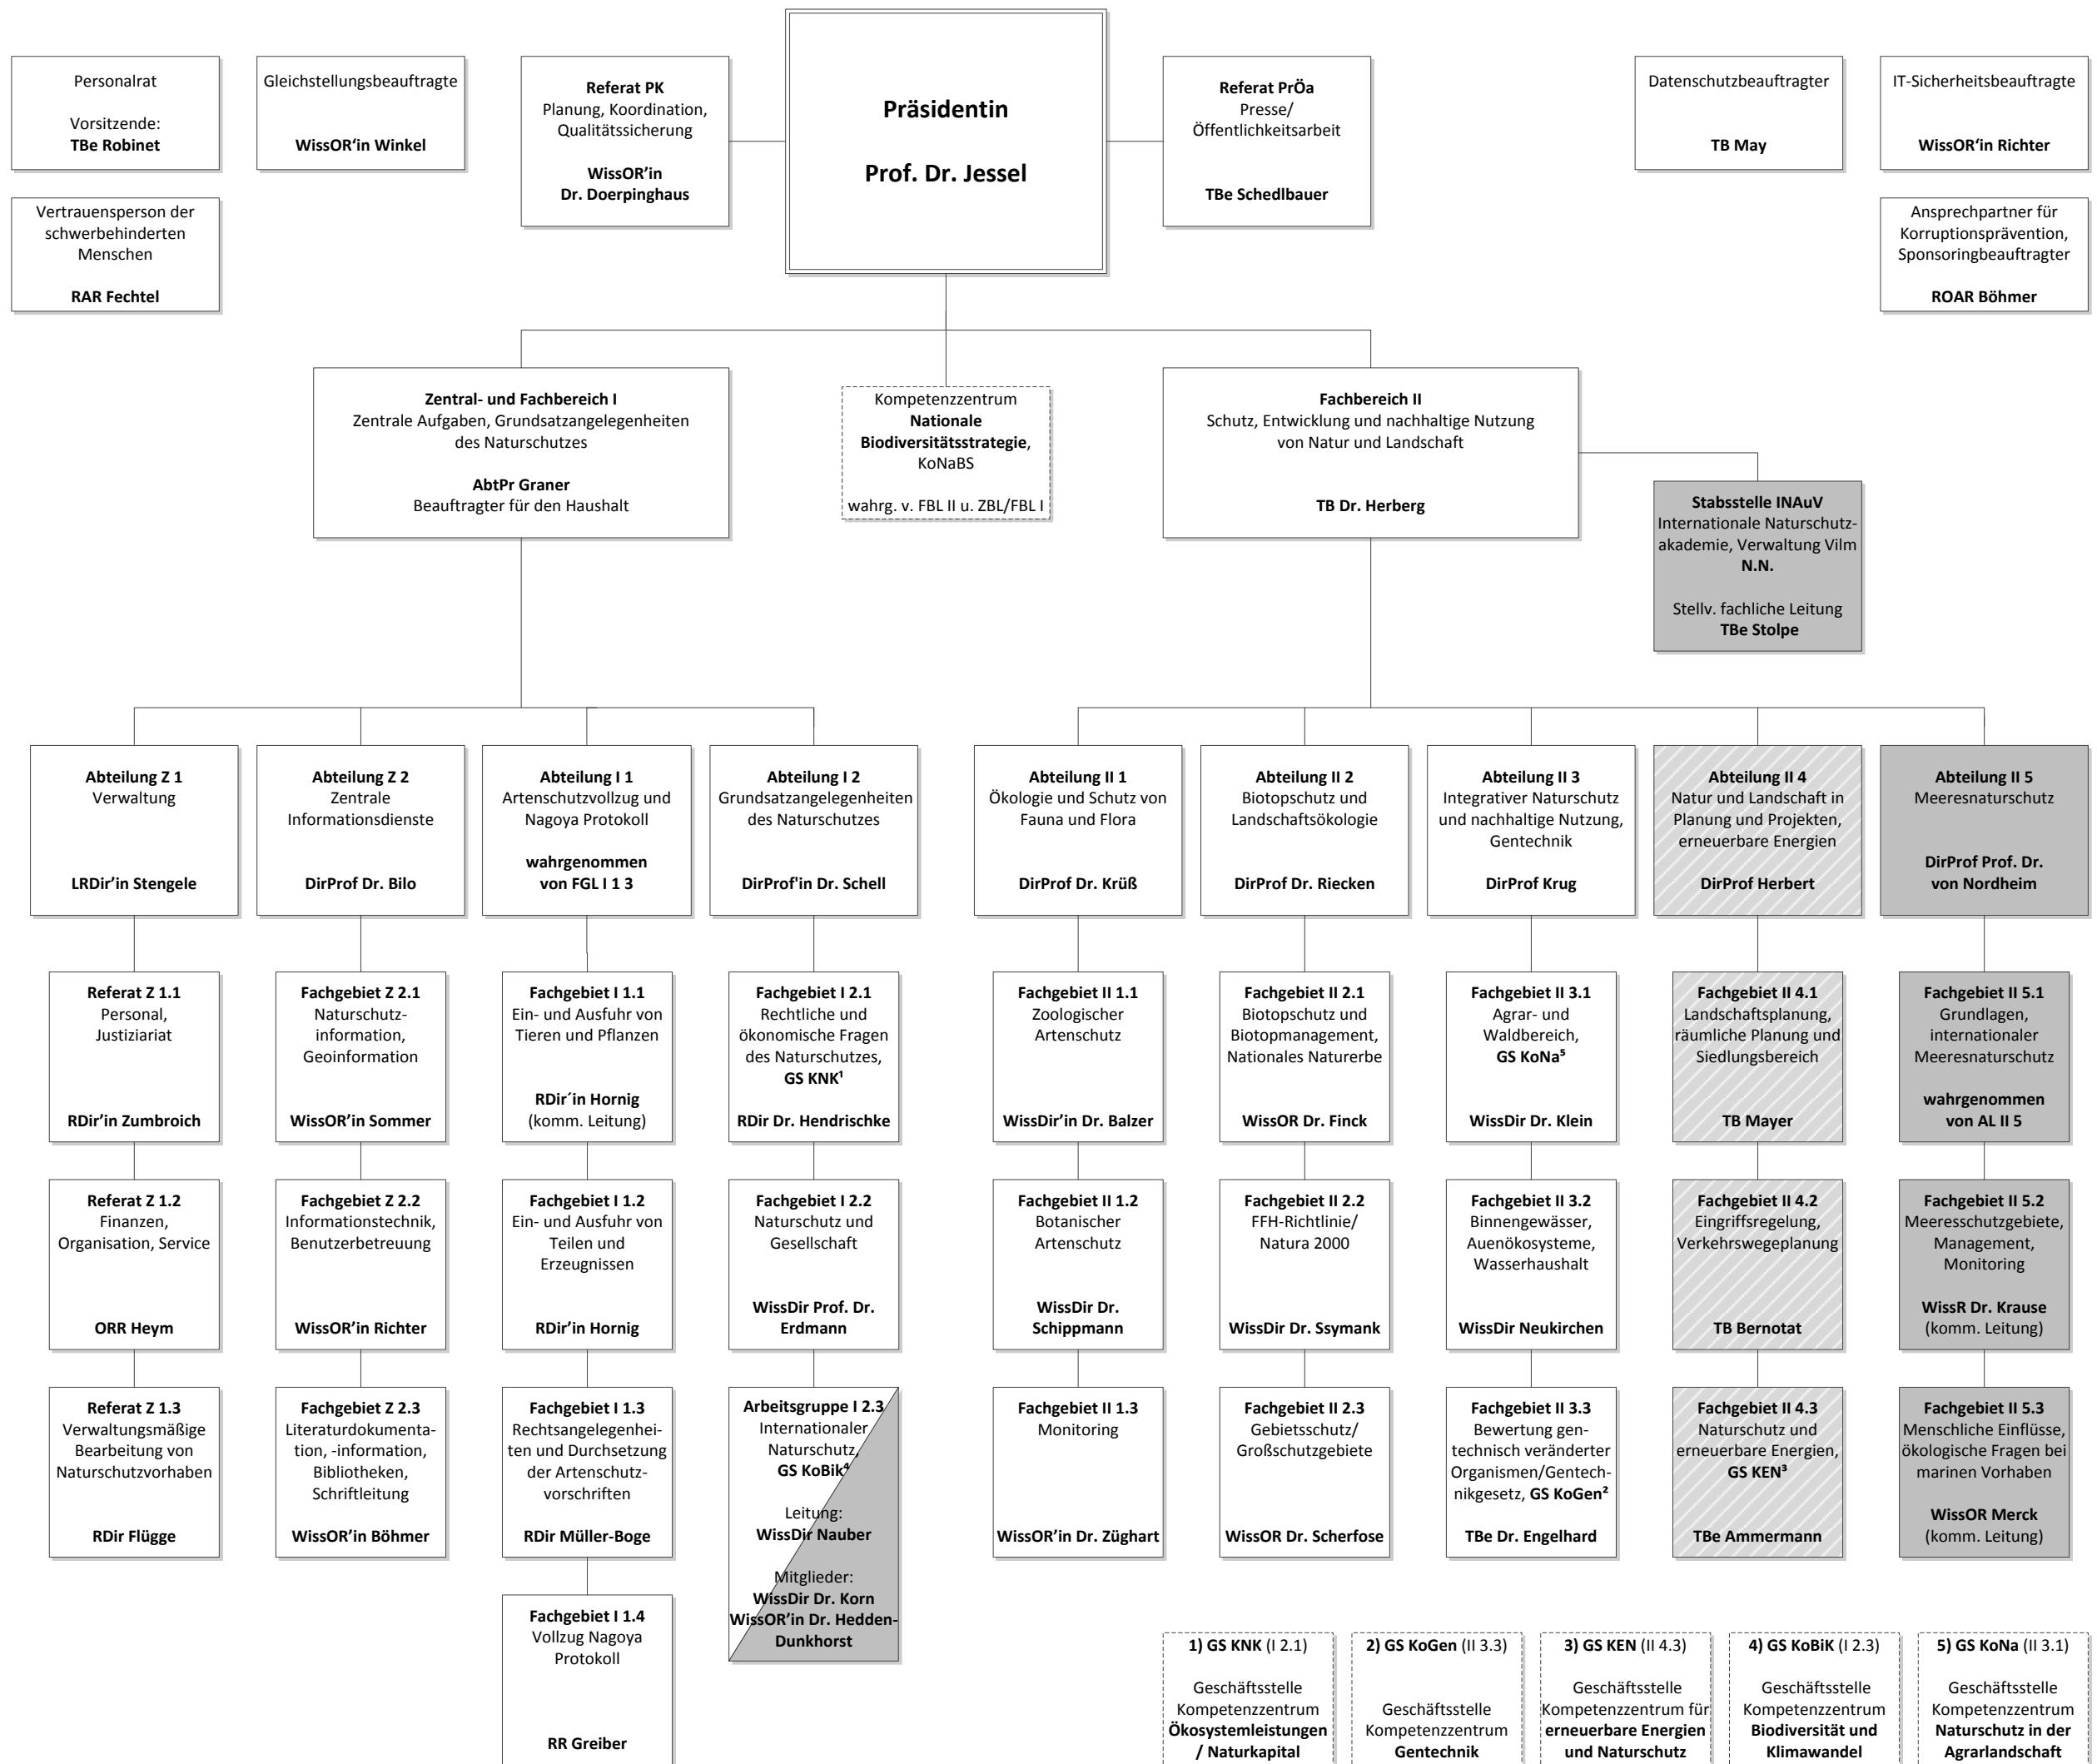 Personalrat
Vorsitzende:
TBe Robinet
Gleichstellungsbeauftragte
WissOR‘in Winkel
Referat PK
Planung, Koordination,
Qualitätssicherung
WissOR’in
Dr. Doerpinghaus
Präsidentin
Prof. Dr. Jessel
Referat PrÖa
Presse/
Öffentlichkeitsarbeit
TBe Schedlbauer
Datenschutzbeauftragter
TB May
IT-Sicherheitsbeauftragte
WissOR‘in Richter
Vertrauensperson der
schwerbehinderten
Menschen
RAR Fechtel
Ansprechpartner für
Korruptionsprävention,
Sponsoringbeauftragter
ROAR Böhmer
Zentral- und Fachbereich I
Zentrale Aufgaben, Grundsatzangelegenheiten
des Naturschutzes
AbtPr Graner
Beauftragter für den Haushalt
Kompetenzzentrum
Nationale
Biodiversitätsstrategie,
KoNaBS
wahrg. v. FBL II u. ZBL/FBL I
Fachbereich II
Schutz, Entwicklung und nachhaltige Nutzung
von Natur und Landschaft
TB Dr. Herberg
Stabsstelle INAuV
Internationale Naturschutz-
akademie, Verwaltung Vilm
N.N.
Stellv. fachliche Leitung
TBe Stolpe
Abteilung Z 1
Verwaltung
LRDir’in Stengele
Abteilung Z 2
Zentrale
Informationsdienste
DirProf Dr. Bilo
Abteilung I 1
Artenschutzvollzug und
Nagoya Protokoll
wahrgenommen
von FGL I 1 3
Abteilung I 2
Grundsatzangelegenheiten
des Naturschutzes
DirProf'in Dr. Schell
Abteilung II 1
Ökologie und Schutz von
Fauna und Flora
DirProf Dr. Krüß
Abteilung II 2
Biotopschutz und
Landschaftsökologie
DirProf Dr. Riecken
Abteilung II 3
Integrativer Naturschutz
und nachhaltige Nutzung,
Gentechnik
DirProf Krug
Abteilung II 4
Natur und Landschaft in
Planung und Projekten,
erneuerbare Energien
DirProf Herbert
Abteilung II 5
Meeresnaturschutz
DirProf Prof. Dr.
von Nordheim
Referat Z 1.1
Personal,
Justiziariat
RDir’in Zumbroich
Fachgebiet Z 2.1
Naturschutz-
information,
Geoinformation
WissOR’in Sommer
Fachgebiet I 1.1
Ein- und Ausfuhr von
Tieren und Pflanzen
RDir´in Hornig
(komm. Leitung)
Fachgebiet I 2.1
Rechtliche und
ökonomische Fragen
des Naturschutzes,
GS KNK¹
RDir Dr. Hendrischke
Fachgebiet II 1.1
Zoologischer
Artenschutz
WissDir’in Dr. Balzer
Fachgebiet II 2.1
Biotopschutz und
Biotopmanagement,
Nationales Naturerbe
WissOR Dr. Finck
Fachgebiet II 3.1
Agrar- und
Waldbereich,
GS KoNa⁵
WissDir Dr. Klein
Fachgebiet II 4.1
Landschaftsplanung,
räumliche Planung und
Siedlungsbereich
TB Mayer
Fachgebiet II 5.1
Grundlagen,
internationaler
Meeresnaturschutz
wahrgenommen
von AL II 5
Referat Z 1.2
Finanzen,
Organisation, Service
ORR Heym
Fachgebiet Z 2.2
Informationstechnik,
Benutzerbetreuung
WissOR’in Richter
Fachgebiet I 1.2
Ein- und Ausfuhr von
Teilen und
Erzeugnissen
RDir’in Hornig
Fachgebiet I 2.2
Naturschutz und
Gesellschaft
WissDir Prof. Dr.
Erdmann
Fachgebiet II 1.2
Botanischer
Artenschutz
WissDir Dr.
Schippmann
Fachgebiet II 2.2
FFH-Richtlinie/
Natura 2000
WissDir Dr. Ssymank
Fachgebiet II 3.2
Binnengewässer,
Auenökosysteme,
Wasserhaushalt
WissDir Neukirchen
Fachgebiet II 4.2
Eingriffsregelung,
Verkehrswegeplanung
TB Bernotat
Fachgebiet II 5.2
Meeresschutzgebiete,
Management,
Monitoring
WissR Dr. Krause
(komm. Leitung)
Referat Z 1.3
Verwaltungsmäßige
Bearbeitung von
Naturschutzvorhaben
RDir Flügge
Fachgebiet Z 2.3
Literaturdokumenta-
tion, -information,
Bibliotheken,
Schriftleitung
WissOR’in Böhmer
Fachgebiet I 1.3
Rechtsangelegenhei-
ten und Durchsetzung
der Artenschutz-
vorschriften
RDir Müller-Boge
Arbeitsgruppe I 2.3
Internationaler
Naturschutz,
GS KoBik⁴
Leitung:
WissDir Nauber
Mitglieder:
WissDir Dr. Korn
WissOR’in Dr. Hedden-
Dunkhorst
Fachgebiet II 1.3
Monitoring
WissOR’in Dr. Züghart
Fachgebiet II 2.3
Gebietsschutz/
Großschutzgebiete
WissOR Dr. Scherfose
Fachgebiet II 3.3
Bewertung gen-
technisch veränderter
Organismen/Gentech-
nikgesetz, GS KoGen²
TBe Dr. Engelhard
Fachgebiet II 4.3
Naturschutz und
erneuerbare Energien,
GS KEN³
TBe Ammermann
Fachgebiet II 5.3
Menschliche Einflüsse,
ökologische Fragen bei
marinen Vorhaben
WissOR Merck
(komm. Leitung)
Fachgebiet I 1.4
Vollzug Nagoya
Protokoll
RR Greiber
1) GS KNK (I 2.1)
Geschäftsstelle
Kompetenzzentrum
Ökosystemleistungen
/ Naturkapital
2) GS KoGen (II 3.3)
Geschäftsstelle
Kompetenzzentrum
Gentechnik
3) GS KEN (II 4.3)
Geschäftsstelle
Kompetenzzentrum für
erneuerbare Energien
und Naturschutz
4) GS KoBiK (I 2.3)
Geschäftsstelle
Kompetenzzentrum
Biodiversität und
Klimawandel
5) GS KoNa (II 3.1)
Geschäftsstelle
Kompetenzzentrum
Naturschutz in der
Agrarlandschaft